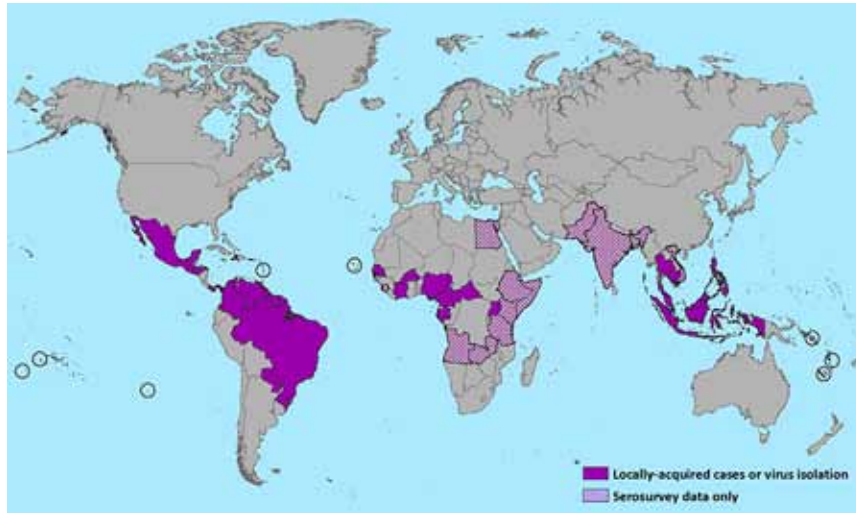 Locally-acquired cases or virus isolation
Serosurvey data only